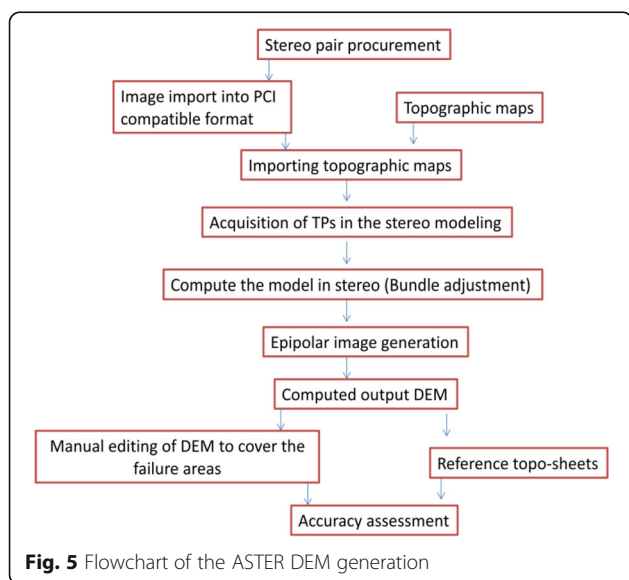 Stereo pair procurement
Image import into PCI
compatible format
Topographic maps
Importing topographic maps
Acquisition of TPs in the stereo modeling
Compute the model in stereo (Bundle adjustment)
Epipolar image generation
Computed output DEM
Manual editing of DEM to cover the
failure areas
Reference topo-sheets
Accuracy assessment
Fig. 5 Flowchart of the ASTER DEM generation